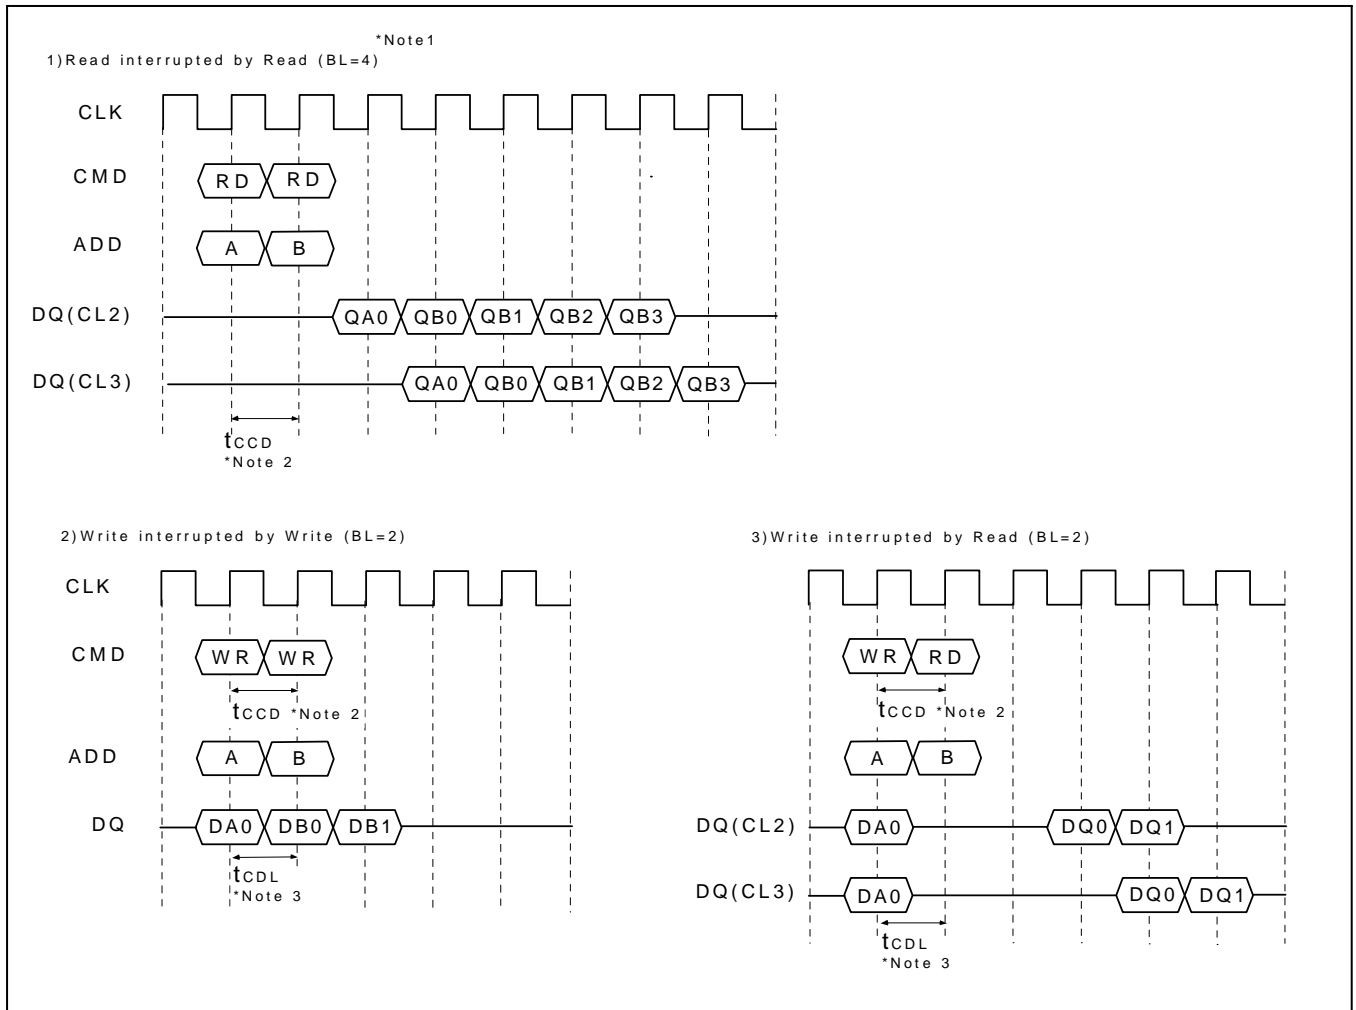 *Note1
1)Read interrupted by Read (BL=4)
CLK
CMD RD RD
ADD A B
DQ(CL2) QA0 QB0 QB1 QB2 QB3
DQ(CL3) QA0 QB0 QB1 QB2 QB3
tCCD
*Note 2
2)Write interrupted by Write (BL=2)
CLK
CMD WR WR
tCCD *Note 2
ADD A B
DQ DA0 DB0 DB1
tCDL
*Note 3
3)Write interrupted by Read (BL=2)
WR RD
tCCD *Note 2
A B
DQ(CL2) DA0 DQ0 DQ1
DQ(CL3) DA0 DQ0 DQ1
tCDL
*Note 3